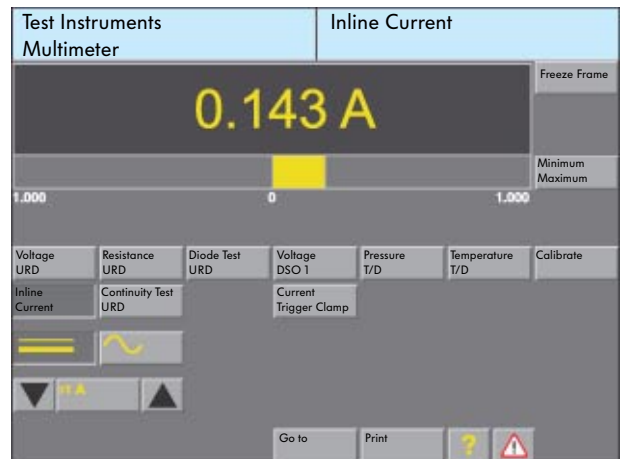 Test Instruments
Multimeter
Inline Current
Freeze Frame
0.143 A
Minimum
Maximum
1.000
0
1.000
Voltage
URD
Resistance
URD
Diode Test
URD
Voltage
DSO 1
Pressure
T/D
Temperature
T/D
Calibrate
Inline
Current
Continuity Test
URD
Current
Trigger Clamp
Go to
Print
?